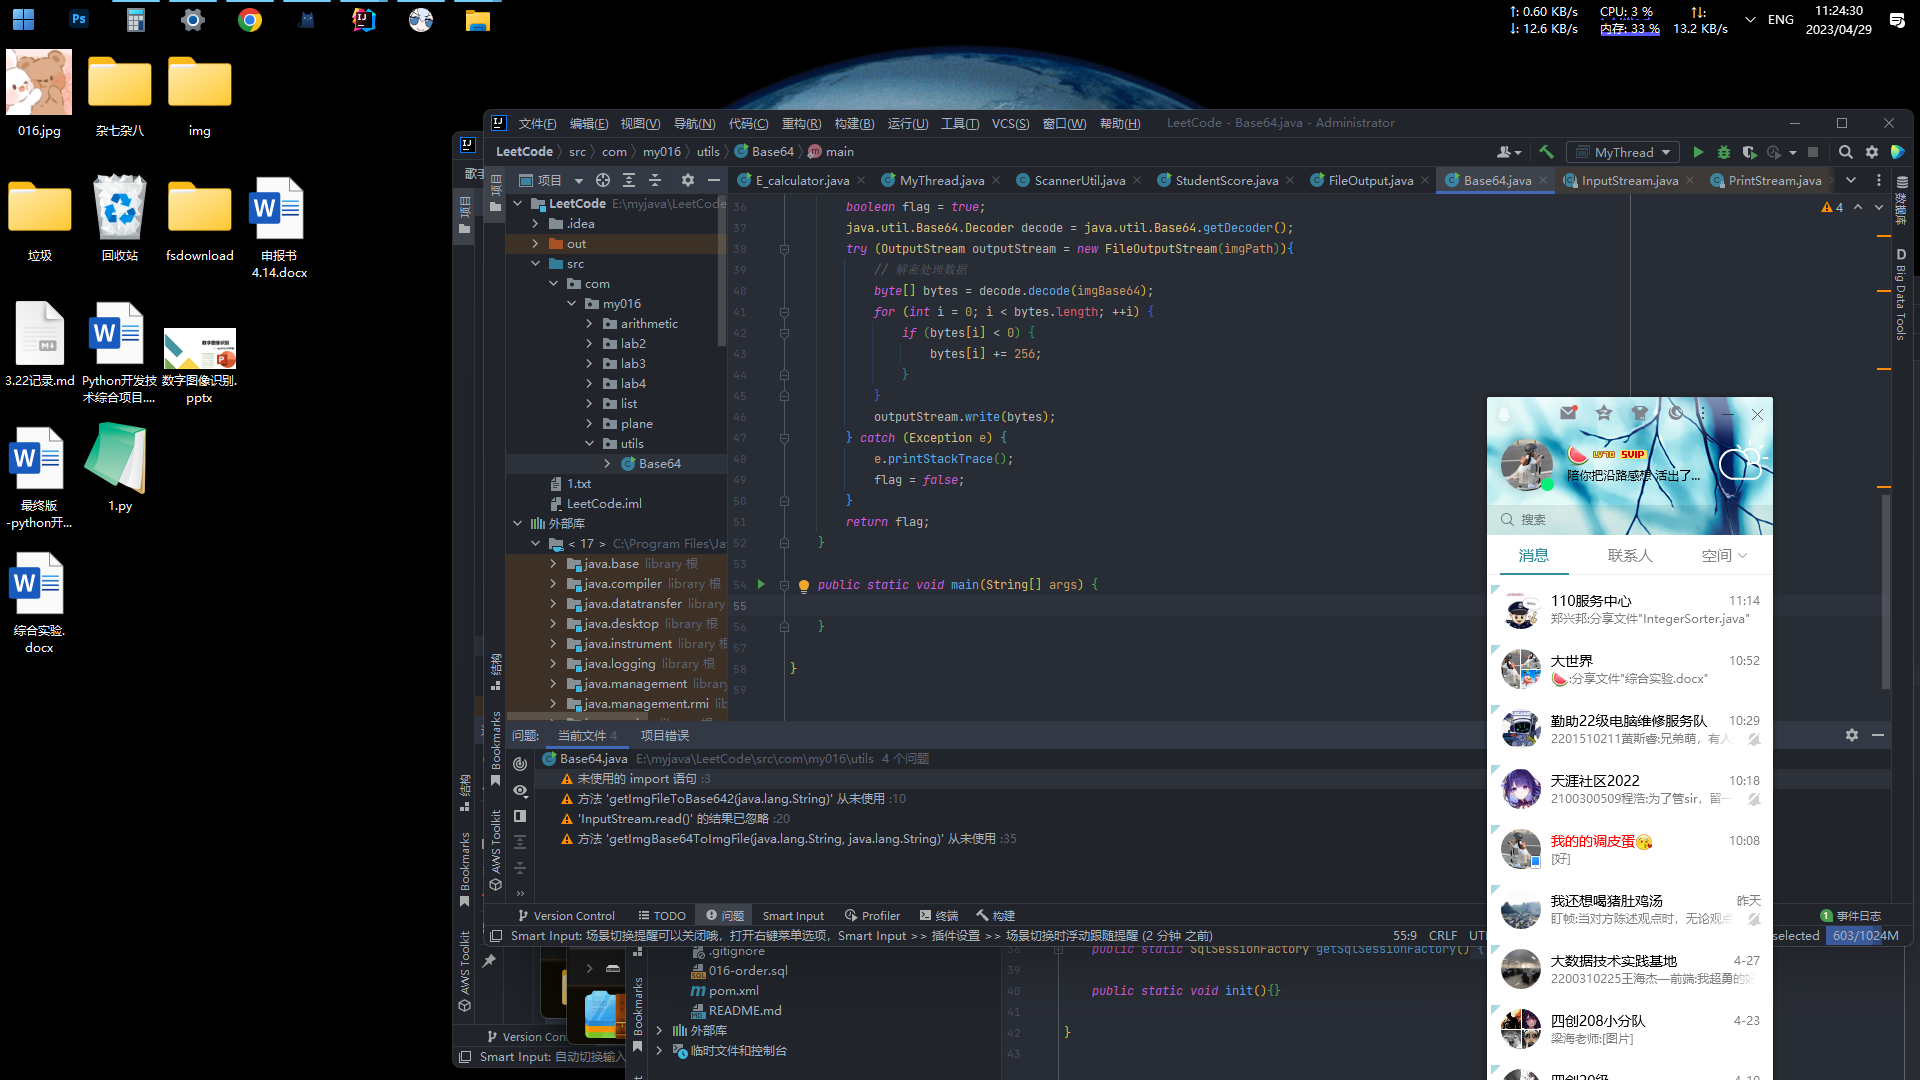 ↑: 0.60 KB/s
↓: 12.6 KB/s
CPU: 3 %
内存: 33 %
13.2 KB/s
ENG
11:24:30
2023/04/29
016.jpg
杂七杂八
img
垃圾
回收站
fsdownload
申报书
4.14.docx
3.22记录.md
Python开发技
术综合项目....
数字图像识别.
pptx
最终版
-python开...
1.py
综合实验.
docx
文件(F)
编辑(E)
视图(V)
导航(N)
代码(C)
重构(R)
构建(B)
运行(U)
工具(T)
VCS(S)
窗口(W)
帮助(H)
LeetCode - Base64.java - Administrator
LeetCode
src
com
my016
utils
Base64
main
MyThread
项目
E_calculator.java
MyThread.java
ScannerUtil.java
StudentScore.java
FileOutput.java
Base64.java
InputStream.java
PrintStream.java
LeetCode E:\myjava\LeetCode
.idea
out
src
com
my016
arithmetic
lab2
lab3
lab4
list
plane
utils
Base64
1.txt
LeetCode.iml
外部库
< 17 > C:\Program Files\Ja
java.base library 根
java.compiler library 根
java.datatransfer library
java.desktop library 根
java.instrument library 根
java.logging library 根
java.management library
java.management.rmi lib
36 boolean flag = true;
37 java.util.Base64.Decoder decode = java.util.Base64.getDecoder();
38 try (OutputStream outputStream = new FileOutputStream(imgPath)){
39 // 解密处理数据
40 byte[] bytes = decode.decode(imgBase64);
41 for (int i = 0; i < bytes.length; ++i) {
42 if (bytes[i] < 0) {
43 bytes[i] += 256;
44 }
45 }
46 outputStream.write(bytes);
47 } catch (Exception e) {
48 e.printStackTrace();
49 flag = false;
50 }
51 return flag;
52 }
53
54 public static void main(String[] args) {
55
56 }
57
58 }
59
4
数据库
Big Data Tools
项目
结构
Bookmarks
AWS Toolkit
问题:
当前文件 4
项目错误
Base64.java E:\myjava\LeetCode\src\com\my016\utils 4 个问题
未使用的 import 语句 :3
方法 'getImgFileToBase642(java.lang.String)' 从未使用 :10
'InputStream.read()' 的结果已忽略 :20
方法 'getImgBase64ToImgFile(java.lang.String, java.lang.String)' 从未使用 :35
Version Control
TODO
问题
Smart Input
Profiler
终端
构建
1 事件日志
Smart Input: 场景切换提醒可以关闭哦，打开右键菜单选项，Smart Input >> 插件设置 >> 场景切换时浮动跟随提醒 (2 分钟 之前)
55:9
CRLF
selected
603/1024M
项目
结构
Bookmarks
AWS Toolkit
Version Con
Smart Input: 自动切换输入
.gitignore
016-order.sql
pom.xml
README.md
外部库
临时文件和控制台
Bookmarks
38 public static SqlSessionFactory getSqlSessionFactory() {
39
40 public static void init(){}
41
42 }
43
SVIP
陪你把沿路感想 活出了...
搜索
消息
联系人
空间
110服务中心 11:14
郑兴邦:分享文件"IntegerSorter.java"
大世界 10:52
🍉:分享文件"综合实验.docx"
勤助22级电脑维修服务队 10:29
2201510211黄斯睿:兄弟萌，有人
天涯社区2022 10:18
2100300509程浩:为了管sir，留一
我的的调皮蛋😘 10:08
[好]
我还想喝猪肚鸡汤 昨天
盯帧:当对方陈述观点时，无论观点
大数据技术实践基地 4-27
2200310225王海杰—前端:我超勇的好
四创208小分队 4-23
梁海老师:[图片]